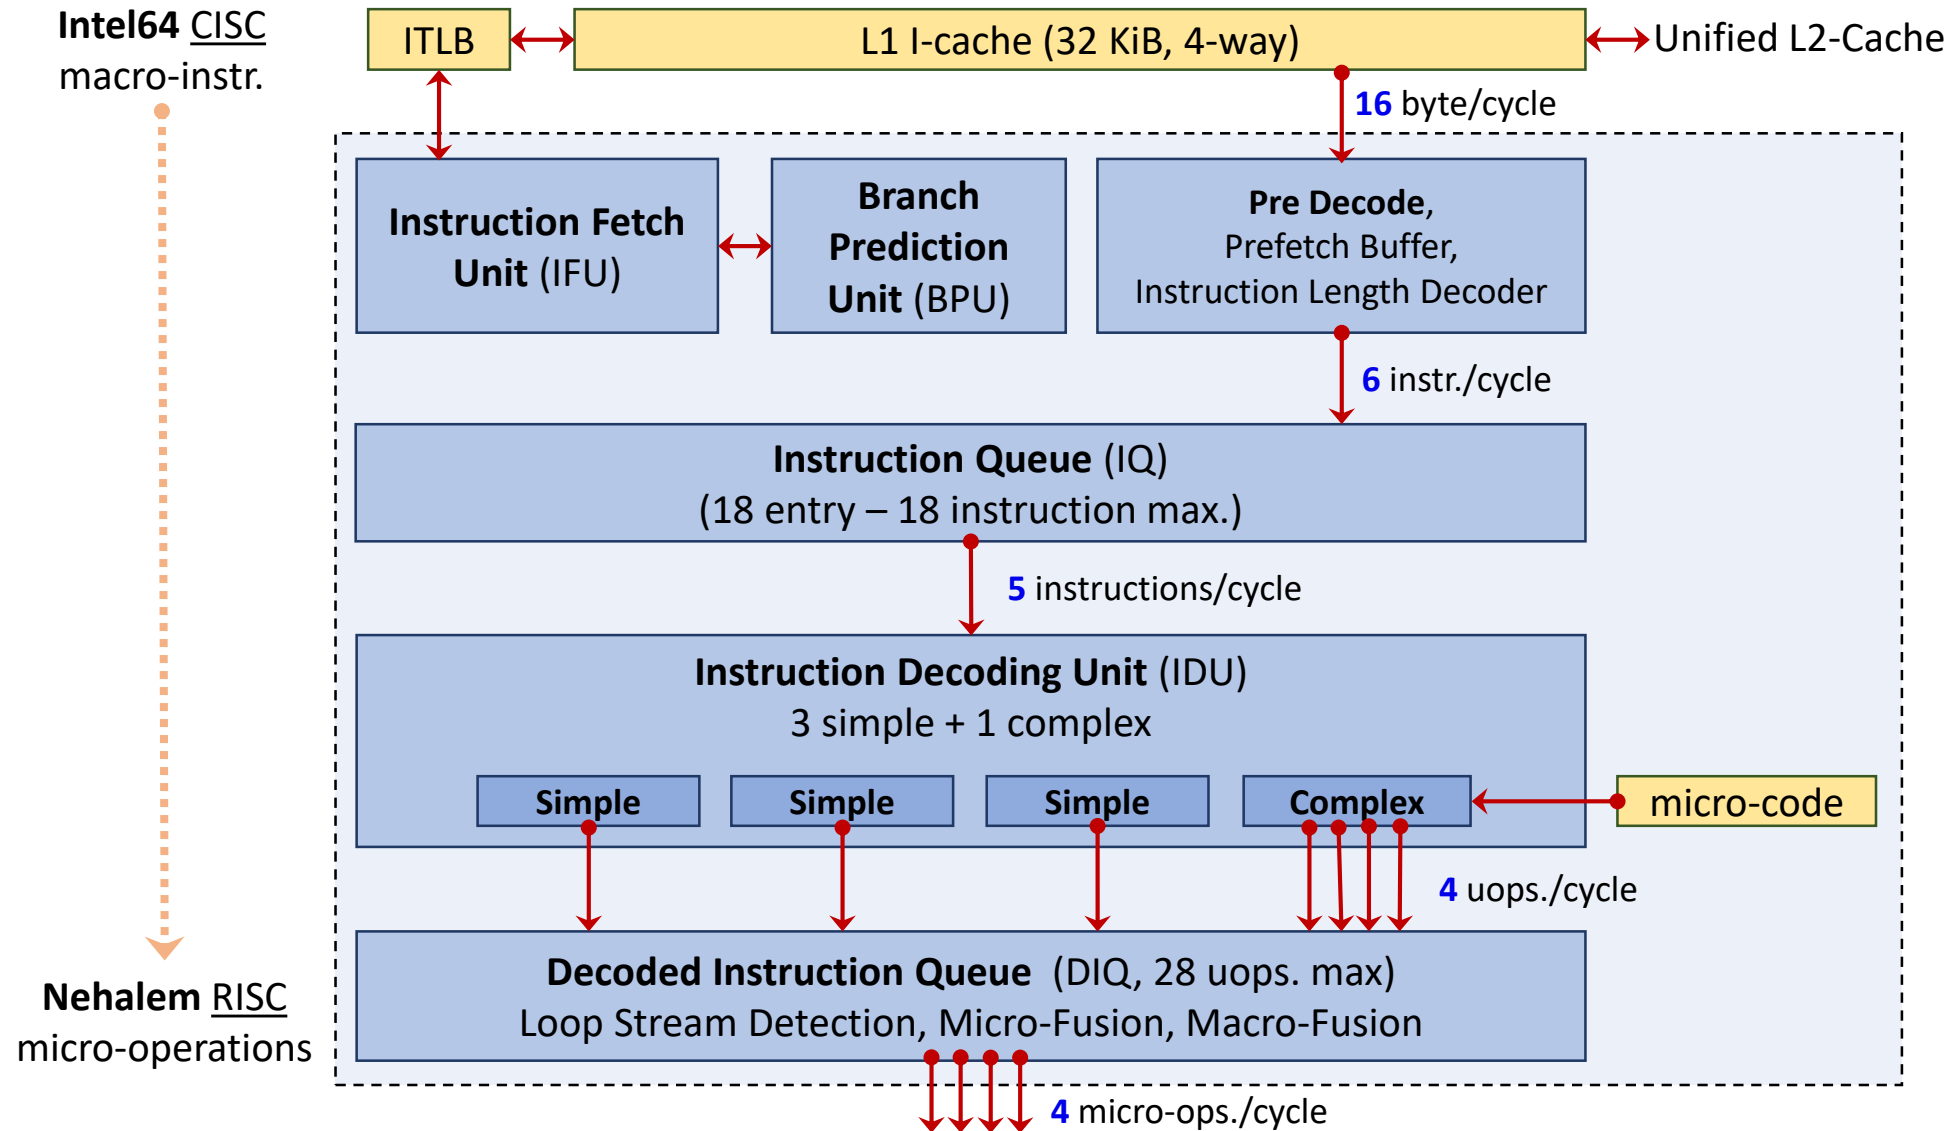 Intel64 CISC
macro-instr.
ITLB
L1 I-cache (32 KiB, 4-way)
Unified L2-Cache
16 byte/cycle
Instruction Fetch
Unit (IFU)
Branch
Prediction
Unit (BPU)
Pre Decode,
Prefetch Buffer,
Instruction Length Decoder
6 instr./cycle
Instruction Queue (IQ)
(18 entry – 18 instruction max.)
5 instructions/cycle
Instruction Decoding Unit (IDU)
3 simple + 1 complex
Simple
Simple
Simple
Complex
micro-code
4 uops./cycle
Decoded Instruction Queue (DIQ, 28 uops. max)
Loop Stream Detection, Micro-Fusion, Macro-Fusion
Nehalem RISC
micro-operations
4 micro-ops./cycle